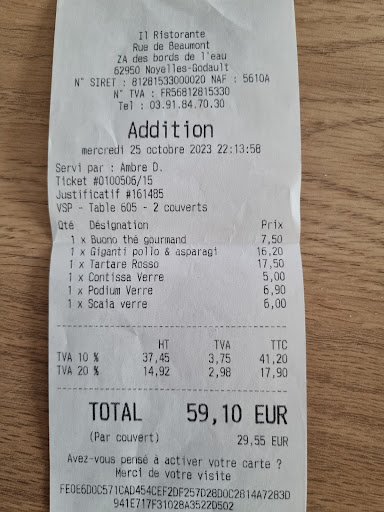 Il Ristorante
Rue de Beaumont
ZA des bords de l'eau
62950 Noyelles-Godault
N° SIRET : 81281533000020 NAF : 5610A
N° TVA : FR56812815330
Tel : 03.91.84.70.30
Addition
mercredi 25 octobre 2023 22:13:58
Servi par : Ambre D.
Ticket #0100506/15
Justificatif #161485
VSP - Table 605 - 2 couverts
Qté Désignation Prix
1 x Buono thé gourmand 7,50
1 x Giganti pollo & asparagi 16,20
1 x Tartare Rosso 17,50
1 x Contissa Verre 5,00
1 x Podium Verre 6,90
1 x Scaia verre 6,00
HT TVA TTC
TVA 10 % 37,45 3,75 41,20
TVA 20 % 14,92 2,98 17,90
TOTAL 59,10 EUR
(Par couvert) 29,55 EUR
Avez-vous pensé à activer votre carte ?
Merci de votre visite
FE0E6D0C571CAD454CEF2DF257D28D0C2614A7283D
941E717F31028A3522D502